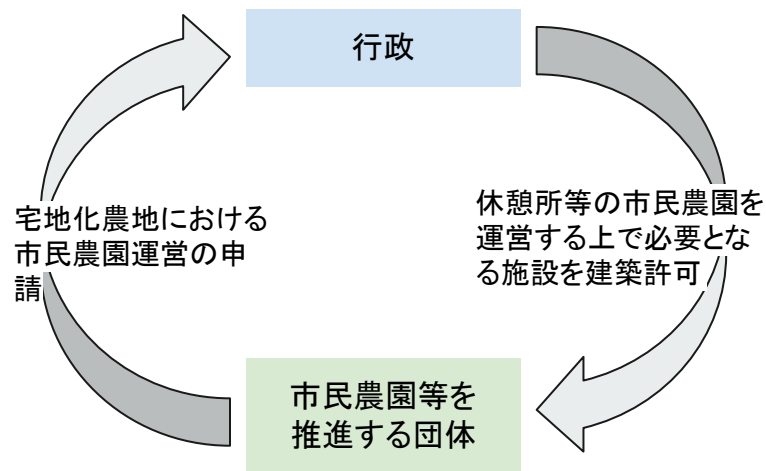 行政
宅地化農地における
市民農園運営の申
請
休憩所等の市民農園を
運営する上で必要とな
る施設を建築許可
市民農園等を
推進する団体